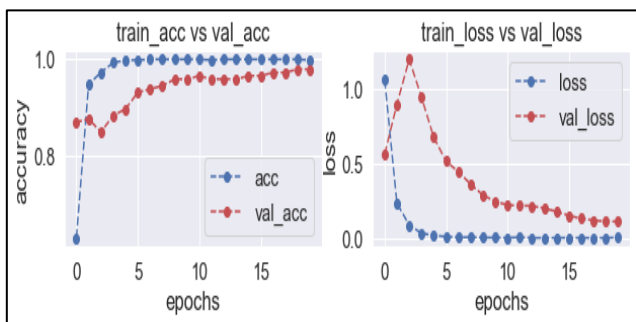 train_acc vs val_acc
accuracy
1.0
0.8
acc
val_acc
0
5
10
15
epochs
train_loss vs val_loss
loss
1.0
0.5
0.0
loss
val_loss
0
5
10
15
epochs